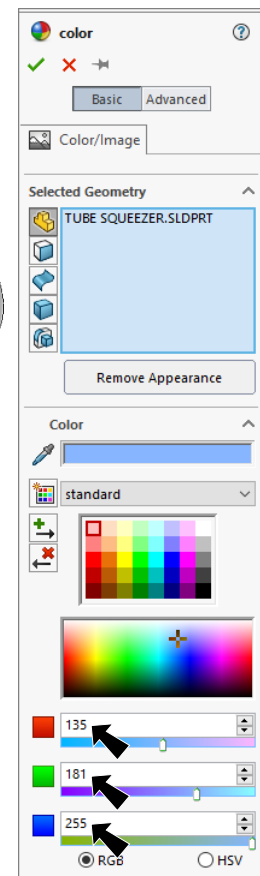 color
Basic Advanced
Color/Image
Selected Geometry
TUBE SQUEEZER.SLDPRT
Remove Appearance
Color
standard
135
181
255
RGB HSV